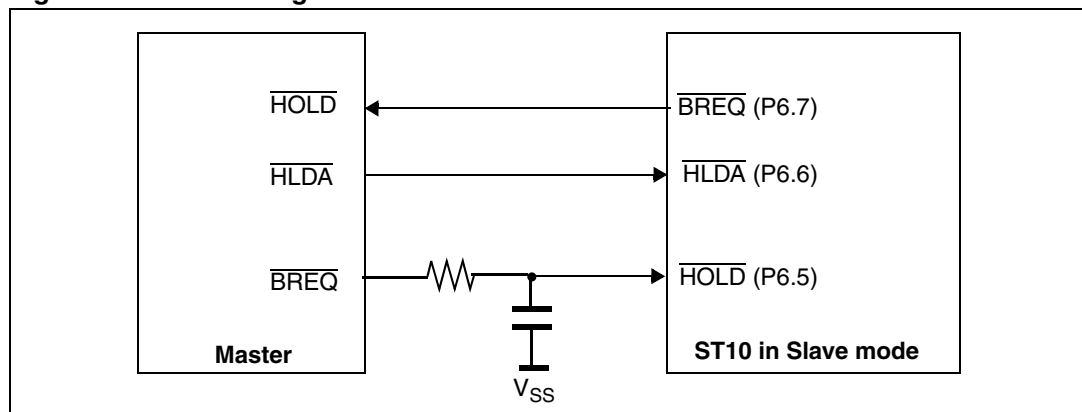 HOLD
BREQ (P6.7)
HLDA
HLDA (P6.6)
BREQ
HOLD (P6.5)
Master
ST10 in Slave mode
VSS